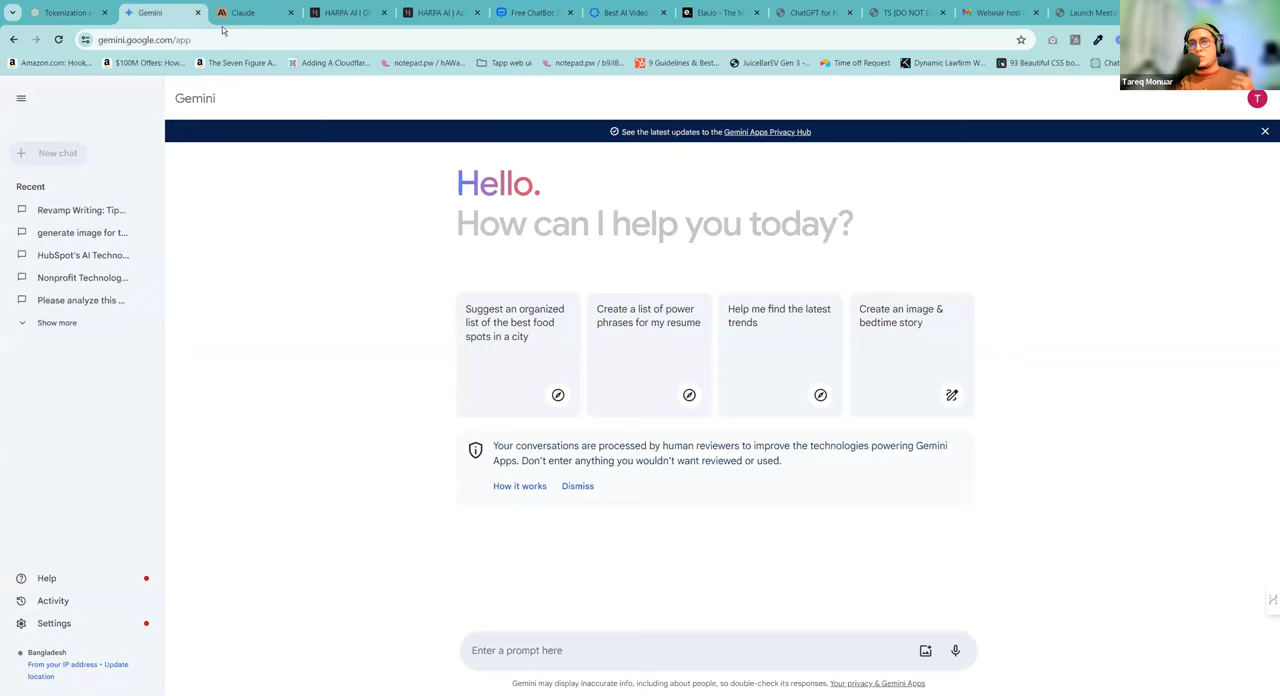 Tokenization i
Gemini
Claude
HARPA AI | GP
HARPA AI | Ap
Free ChatBot S
Best AI Video
Elai.io - The M
ChatGPT for N
TS [DO NOT D
Webinar host
Launch Meeti
gemini.google.com/app
Amazon.com: Hook...
$100M Offers: How...
The Seven Figure A...
Adding A Cloudflar...
notepad.pw / hAWa...
Tapp web ui
notepad.pw / b9JlB...
9 Guidelines & Best...
JuiceBarEV Gen 3 -...
Time off Request
Dynamic Lawfirm W...
93 Beautiful CSS bo...
Chat
Tareq Monuar
Gemini
T
See the latest updates to the Gemini Apps Privacy Hub
New chat
Recent
Revamp Writing: Tip...
generate image for t...
HubSpot's AI Techno...
Nonprofit Technolog...
Please analyze this ...
Show more
Hello.
How can I help you today?
Suggest an organized
list of the best food
spots in a city
Create a list of power
phrases for my resume
Help me find the latest
trends
Create an image &
bedtime story
Your conversations are processed by human reviewers to improve the technologies powering Gemini
Apps. Don't enter anything you wouldn't want reviewed or used.
How it works
Dismiss
Help
Activity
Settings
Bangladesh
From your IP address • Update
location
Enter a prompt here
Gemini may display inaccurate info, including about people, so double-check its responses. Your privacy & Gemini Apps